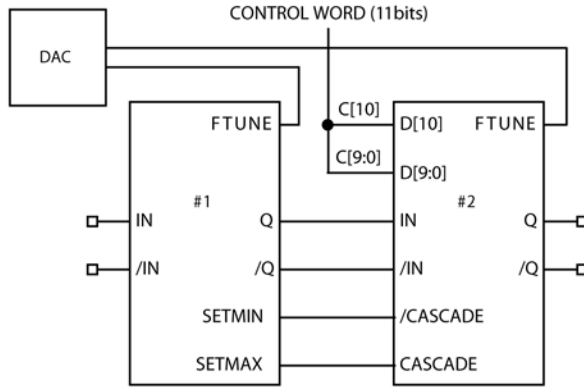 CONTROL WORD (11bits)
DAC
FTUNE C[10] D[10] FTUNE
C[9:0] D[9:0]
#1 #2
IN Q IN Q
/IN /Q /IN /Q
SETMIN /CASCADE
SETMAX CASCADE